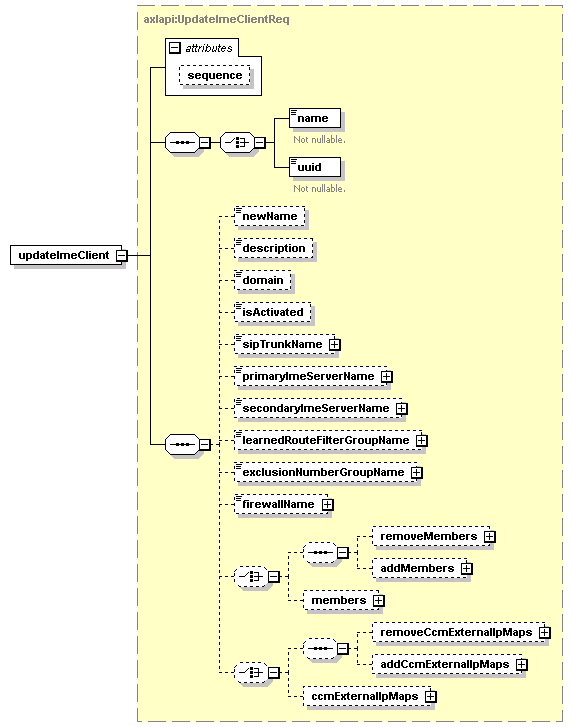 axlapi:UpdateImeClientReq
attributes
sequence
name
Not nullable.
uuid
Not nullable.
updateImeClient
newName
description
domain
isActivated
sipTrunkName
primaryImeServerName
secondaryImeServerName
learnedRouteFilterGroupName
exclusionNumberGroupName
firewallName
removeMembers
addMembers
members
removeCcmExternalIpMaps
addCcmExternalIpMaps
ccmExternalIpMaps